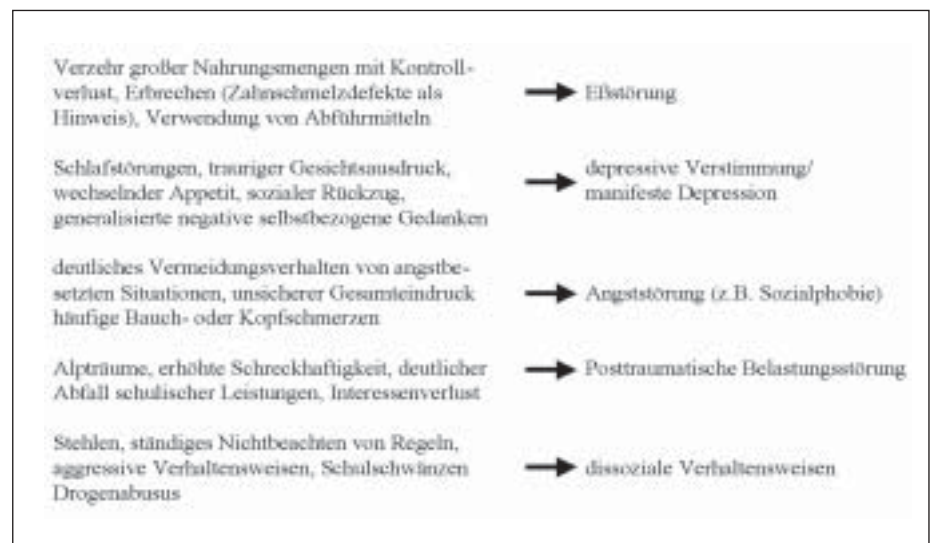 Verzehr großer Nahrungsmengen mit Kontroll-
verlust, Erbrechen (Zahnschmelzdefekte als
Hinweis), Verwendung von Abführmitteln
Eßstörung
Schlafstörungen, trauriger Gesichtsausdruck,
wechselnder Appetit, sozialer Rückzug,
generalisierte negative selbstbezogene Gedanken
depressive Verstimmung/
manifeste Depression
deutliches Vermeidungsverhalten von angstbe-
setzten Situationen, unsicherer Gesamteindruck
häufige Bauch- oder Kopfschmerzen
Angststörung (z.B. Sozialphobie)
Alpträume, erhöhte Schreckhaftigkeit, deutlicher
Abfall schulischer Leistungen, Interessenverlust
Posttraumatische Belastungsstörung
Stehlen, ständiges Nichtbeachten von Regeln,
aggressive Verhaltensweisen, Schulschwänzen
Drogenabusus
dissoziale Verhaltensweisen